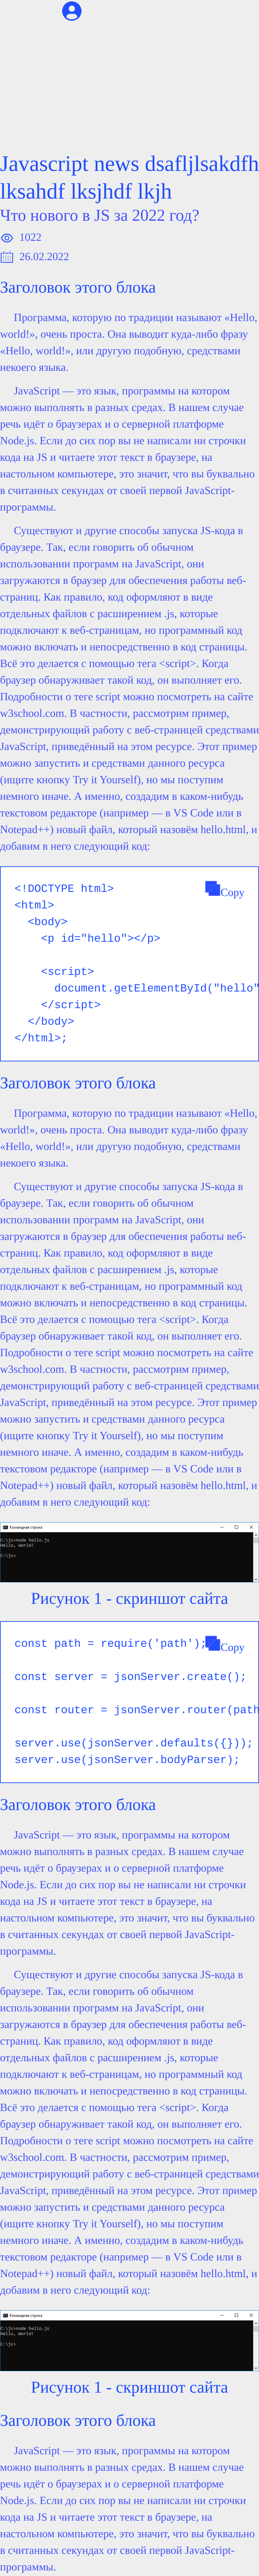 Javascript news dsafljlsakdfh
lksahdf lksjhdf lkjh
Что нового в JS за 2022 год?
1022
26.02.2022
Заголовок этого блока
Программа, которую по традиции называют «Hello,
world!», очень проста. Она выводит куда-либо фразу
«Hello, world!», или другую подобную, средствами
некоего языка.
JavaScript — это язык, программы на котором
можно выполнять в разных средах. В нашем случае
речь идёт о браузерах и о серверной платформе
Node.js. Если до сих пор вы не написали ни строчки
кода на JS и читаете этот текст в браузере, на
настольном компьютере, это значит, что вы буквально
в считанных секундах от своей первой JavaScript-
программы.
Существуют и другие способы запуска JS-кода в
браузере. Так, если говорить об обычном
использовании программ на JavaScript, они
загружаются в браузер для обеспечения работы веб-
страниц. Как правило, код оформляют в виде
отдельных файлов с расширением .js, которые
подключают к веб-страницам, но программный код
можно включать и непосредственно в код страницы.
Всё это делается с помощью тега <script>. Когда
браузер обнаруживает такой код, он выполняет его.
Подробности о теге script можно посмотреть на сайте
w3school.com. В частности, рассмотрим пример,
демонстрирующий работу с веб-страницей средствами
JavaScript, приведённый на этом ресурсе. Этот пример
можно запустить и средствами данного ресурса
(ищите кнопку Try it Yourself), но мы поступим
немного иначе. А именно, создадим в каком-нибудь
текстовом редакторе (например — в VS Code или в
Notepad++) новый файл, который назовём hello.html, и
добавим в него следующий код:
Copy
<!DOCTYPE html>
<html>
  <body>
    <p id="hello"></p>
    <script>
      document.getElementById("hello"
    </script>
  </body>
</html>;
Заголовок этого блока
Программа, которую по традиции называют «Hello,
world!», очень проста. Она выводит куда-либо фразу
«Hello, world!», или другую подобную, средствами
некоего языка.
Существуют и другие способы запуска JS-кода в
браузере. Так, если говорить об обычном
использовании программ на JavaScript, они
загружаются в браузер для обеспечения работы веб-
страниц. Как правило, код оформляют в виде
отдельных файлов с расширением .js, которые
подключают к веб-страницам, но программный код
можно включать и непосредственно в код страницы.
Всё это делается с помощью тега <script>. Когда
браузер обнаруживает такой код, он выполняет его.
Подробности о теге script можно посмотреть на сайте
w3school.com. В частности, рассмотрим пример,
демонстрирующий работу с веб-страницей средствами
JavaScript, приведённый на этом ресурсе. Этот пример
можно запустить и средствами данного ресурса
(ищите кнопку Try it Yourself), но мы поступим
немного иначе. А именно, создадим в каком-нибудь
текстовом редакторе (например — в VS Code или в
Notepad++) новый файл, который назовём hello.html, и
добавим в него следующий код:
Командная строка
C:\js>node hello.js
Hello, World!
C:\js>
Рисунок 1 - скриншот сайта
Copy
const path = require('path');
const server = jsonServer.create();
const router = jsonServer.router(path
server.use(jsonServer.defaults({}));
server.use(jsonServer.bodyParser);
Заголовок этого блока
JavaScript — это язык, программы на котором
можно выполнять в разных средах. В нашем случае
речь идёт о браузерах и о серверной платформе
Node.js. Если до сих пор вы не написали ни строчки
кода на JS и читаете этот текст в браузере, на
настольном компьютере, это значит, что вы буквально
в считанных секундах от своей первой JavaScript-
программы.
Существуют и другие способы запуска JS-кода в
браузере. Так, если говорить об обычном
использовании программ на JavaScript, они
загружаются в браузер для обеспечения работы веб-
страниц. Как правило, код оформляют в виде
отдельных файлов с расширением .js, которые
подключают к веб-страницам, но программный код
можно включать и непосредственно в код страницы.
Всё это делается с помощью тега <script>. Когда
браузер обнаруживает такой код, он выполняет его.
Подробности о теге script можно посмотреть на сайте
w3school.com. В частности, рассмотрим пример,
демонстрирующий работу с веб-страницей средствами
JavaScript, приведённый на этом ресурсе. Этот пример
можно запустить и средствами данного ресурса
(ищите кнопку Try it Yourself), но мы поступим
немного иначе. А именно, создадим в каком-нибудь
текстовом редакторе (например — в VS Code или в
Notepad++) новый файл, который назовём hello.html, и
добавим в него следующий код:
Командная строка
C:\js>node hello.js
Hello, World!
C:\js>
Рисунок 1 - скриншот сайта
Заголовок этого блока
JavaScript — это язык, программы на котором
можно выполнять в разных средах. В нашем случае
речь идёт о браузерах и о серверной платформе
Node.js. Если до сих пор вы не написали ни строчки
кода на JS и читаете этот текст в браузере, на
настольном компьютере, это значит, что вы буквально
в считанных секундах от своей первой JavaScript-
программы.